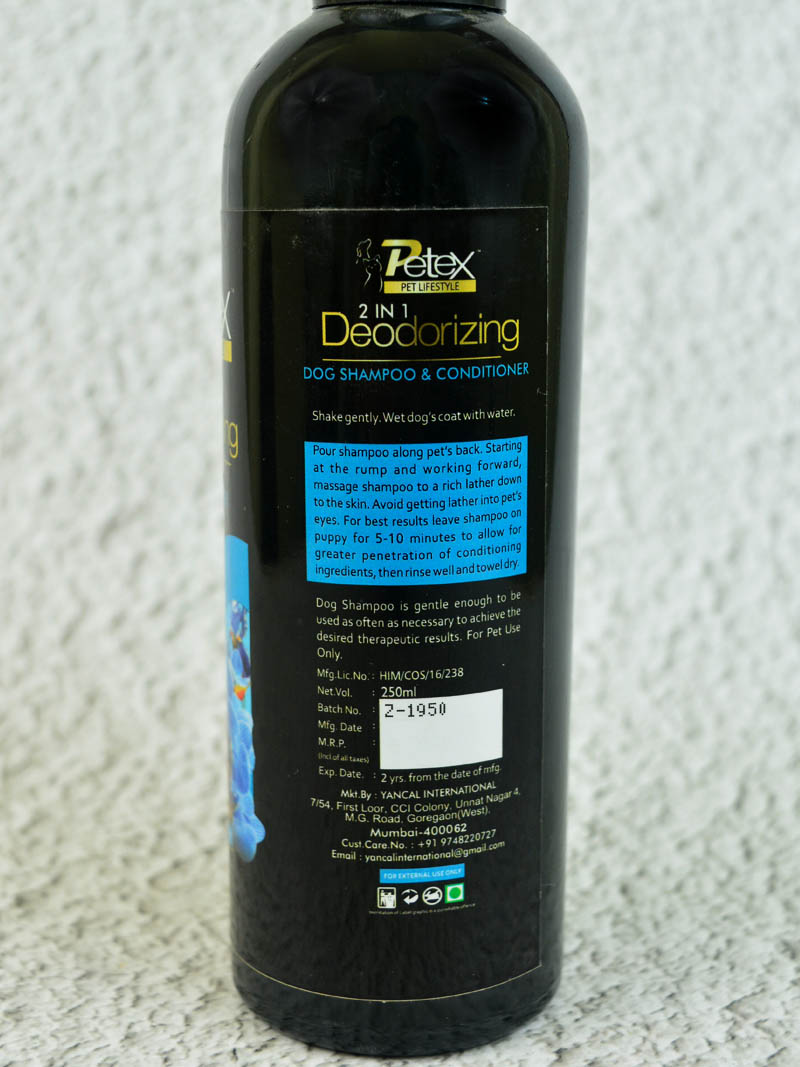 Petex™
PET LIFESTYLE
2 IN 1
Deodorizing
DOG SHAMPOO & CONDITIONER
Shake gently. Wet dog's coat with water.
Pour shampoo along pet's back. Starting
at the rump and working forward,
massage shampoo to a rich lather down
to the skin. Avoid getting lather into pet's
eyes. For best results leave shampoo on
puppy for 5-10 minutes to allow for
greater penetration of conditioning
ingredients, then rinse well and towel dry.
Dog Shampoo is gentle enough to be
used as often as necessary to achieve the
desired therapeutic results. For Pet Use
Only.
Mfg.Lic.No. : HIM/COS/16/238
Net.Vol. : 250ml
Batch No. : Z-1950
Mfg. Date :
M.R.P. :
(Incl.of all taxes)
Exp. Date. : 2 yrs. from the date of mfg.
Mkt.By : YANCAL INTERNATIONAL
7/54, First Loor, CCI Colony, Unnat Nagar 4,
M.G. Road, Goregaon(West).
Mumbai-400062
Cust.Care.No. : +91 9748220727
Email : yancalinternational@gmail.com
FOR EXTERNAL USE ONLY